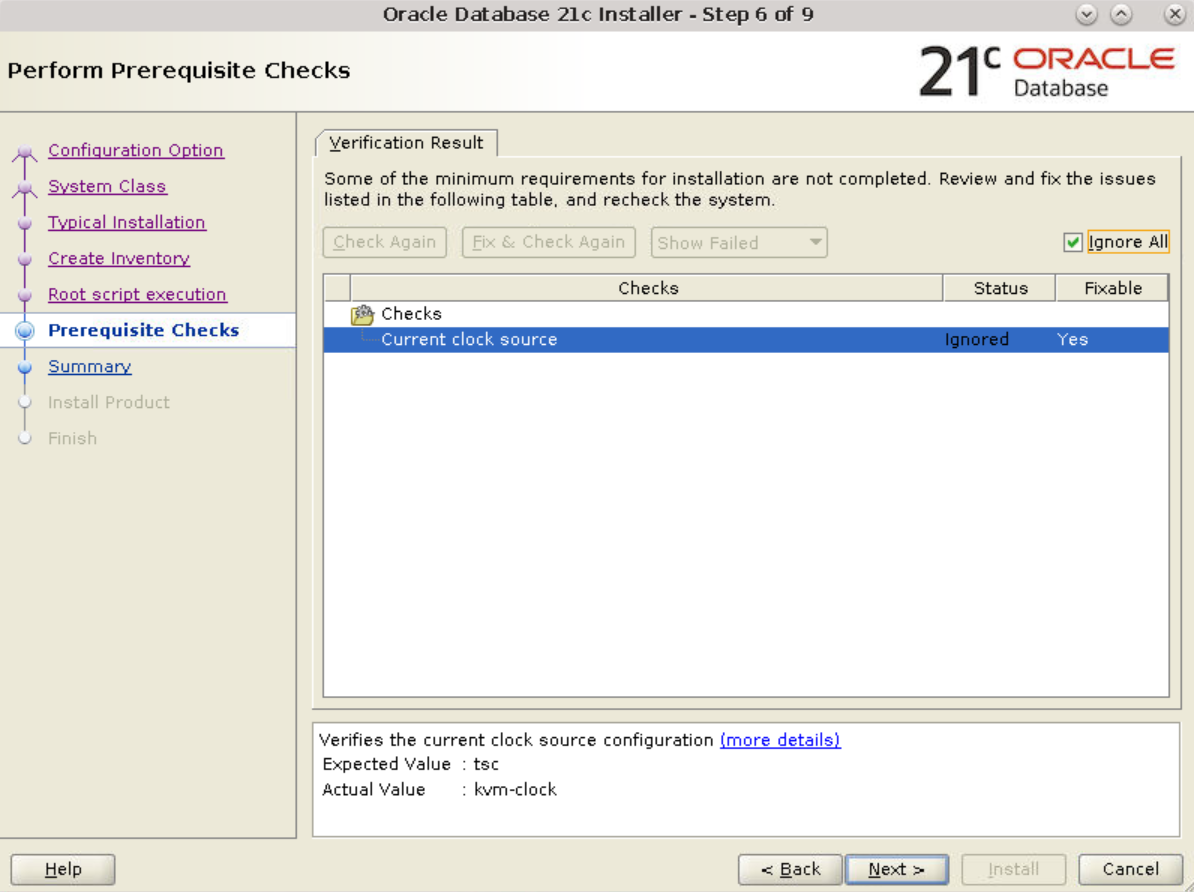 Oracle Database 21c Installer - Step 6 of 9
Perform Prerequisite Checks
21c ORACLE
Database
Configuration Option
System Class
Typical Installation
Create Inventory
Root script execution
Prerequisite Checks
Summary
Install Product
Finish
Verification Result
Some of the minimum requirements for installation are not completed. Review and fix the issues
listed in the following table, and recheck the system.
Check Again Fix & Check Again Show Failed Ignore All
Checks Status Fixable
Checks
Current clock source Ignored Yes
Verifies the current clock source configuration (more details)
Expected Value : tsc
Actual Value : kvm-clock
Help < Back Next > Install Cancel